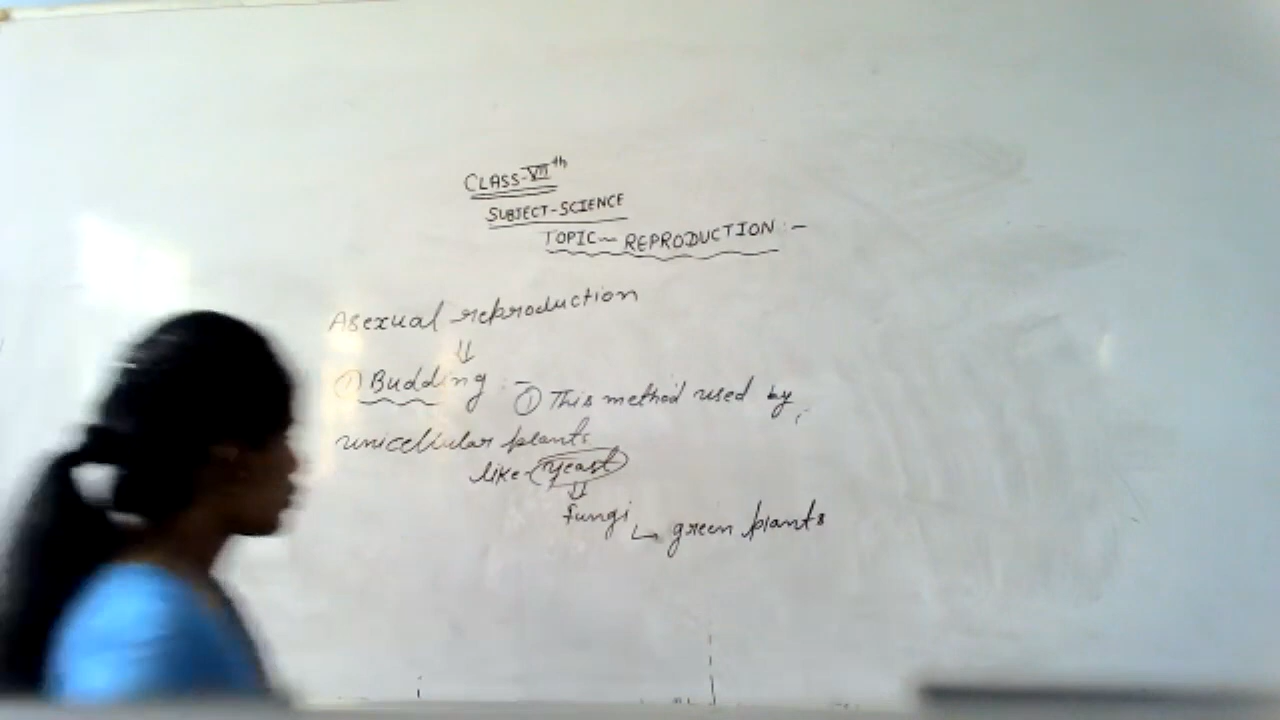 CLASS-VIIth
SUBJECT-SCIENCE
TOPIC~ REPRODUCTION :-
Asexual reproduction
⇓
① Budding :- ① This method used by
unicellular plants
like- yeast
⇓
fungi
↳ green plants